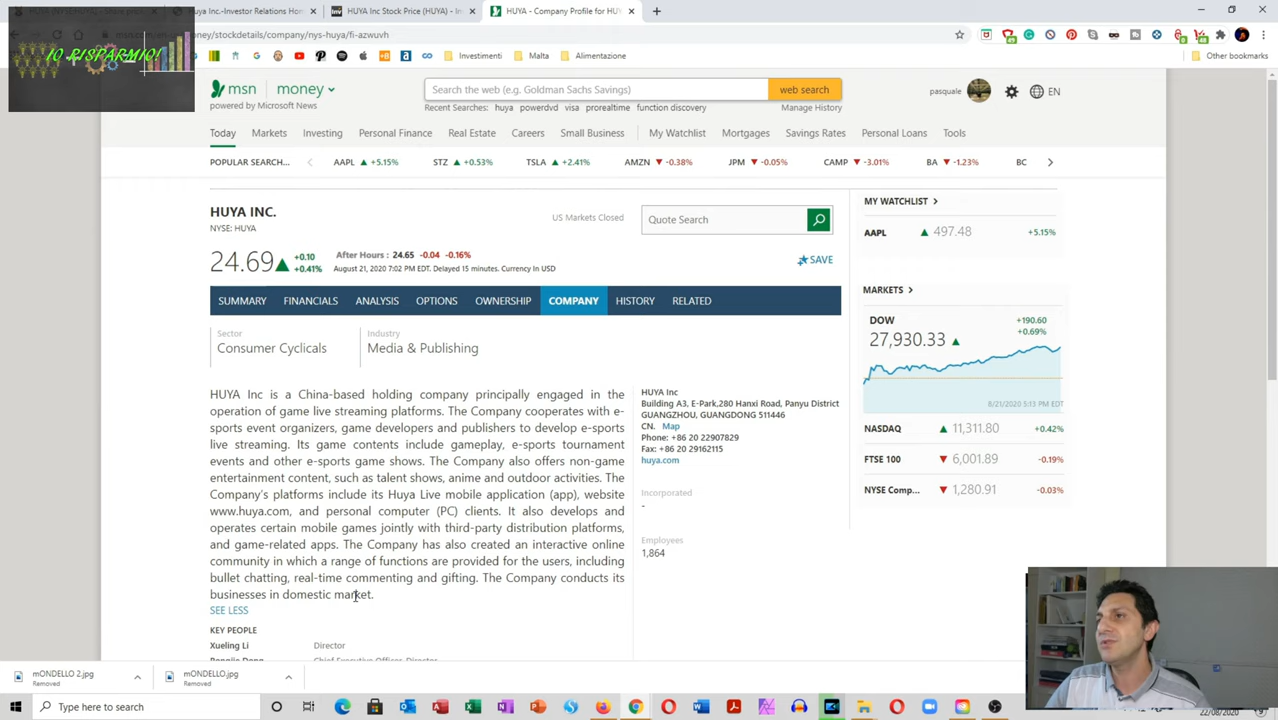 Huya Inc.-Investor Relations Hom
HUYA Inc Stock Price (HUYA) - In
HUYA - Company Profile for HUY
money/stockdetails/company/nys-huya/fi-azwuvh
IO RISPARMIO!
Investimenti
Malta
Alimentazione
Other bookmarks
msn money
powered by Microsoft News
Search the web (e.g. Goldman Sachs Savings)
web search
Recent Searches: huya powerdvd visa prorealtime function discovery
Manage History
pasquale
EN
Today Markets Investing Personal Finance Real Estate Careers Small Business My Watchlist Mortgages Savings Rates Personal Loans Tools
POPULAR SEARCH... AAPL +5.15% STZ +0.53% TSLA +2.41% AMZN -0.38% JPM -0.05% CAMP -3.01% BA -1.23% BC
HUYA INC.
NYSE: HUYA
US Markets Closed
Quote Search
24.69 +0.10 +0.41%
After Hours : 24.65 -0.04 -0.16%
August 21, 2020 7:02 PM EDT. Delayed 15 minutes. Currency In USD
SAVE
SUMMARY FINANCIALS ANALYSIS OPTIONS OWNERSHIP COMPANY HISTORY RELATED
Sector
Consumer Cyclicals
Industry
Media & Publishing
HUYA Inc is a China-based holding company principally engaged in the
operation of game live streaming platforms. The Company cooperates with e-
sports event organizers, game developers and publishers to develop e-sports
live streaming. Its game contents include gameplay, e-sports tournament
events and other e-sports game shows. The Company also offers non-game
entertainment content, such as talent shows, anime and outdoor activities. The
Company's platforms include its Huya Live mobile application (app), website
www.huya.com, and personal computer (PC) clients. It also develops and
operates certain mobile games jointly with third-party distribution platforms,
and game-related apps. The Company has also created an interactive online
community in which a range of functions are provided for the users, including
bullet chatting, real-time commenting and gifting. The Company conducts its
businesses in domestic market.
SEE LESS
KEY PEOPLE
Xueling Li Director
Chief Executive Officer, Director
HUYA Inc
Building A3, E-Park,280 Hanxi Road, Panyu District
GUANGZHOU, GUANGDONG 511446
CN. Map
Phone: +86 20 22907829
Fax: +86 20 29162115
huya.com
Incorporated
-
Employees
1,864
MY WATCHLIST
AAPL 497.48 +5.15%
MARKETS
DOW +190.60
27,930.33 +0.69%
8/21/2020 5:13 PM EDT
NASDAQ 11,311.80 +0.42%
FTSE 100 6,001.89 -0.19%
NYSE Comp... 1,280.91 -0.03%
mONDELLO 2.jpg
Removed
mONDELLO.jpg
Removed
Type here to search
22/08/2020